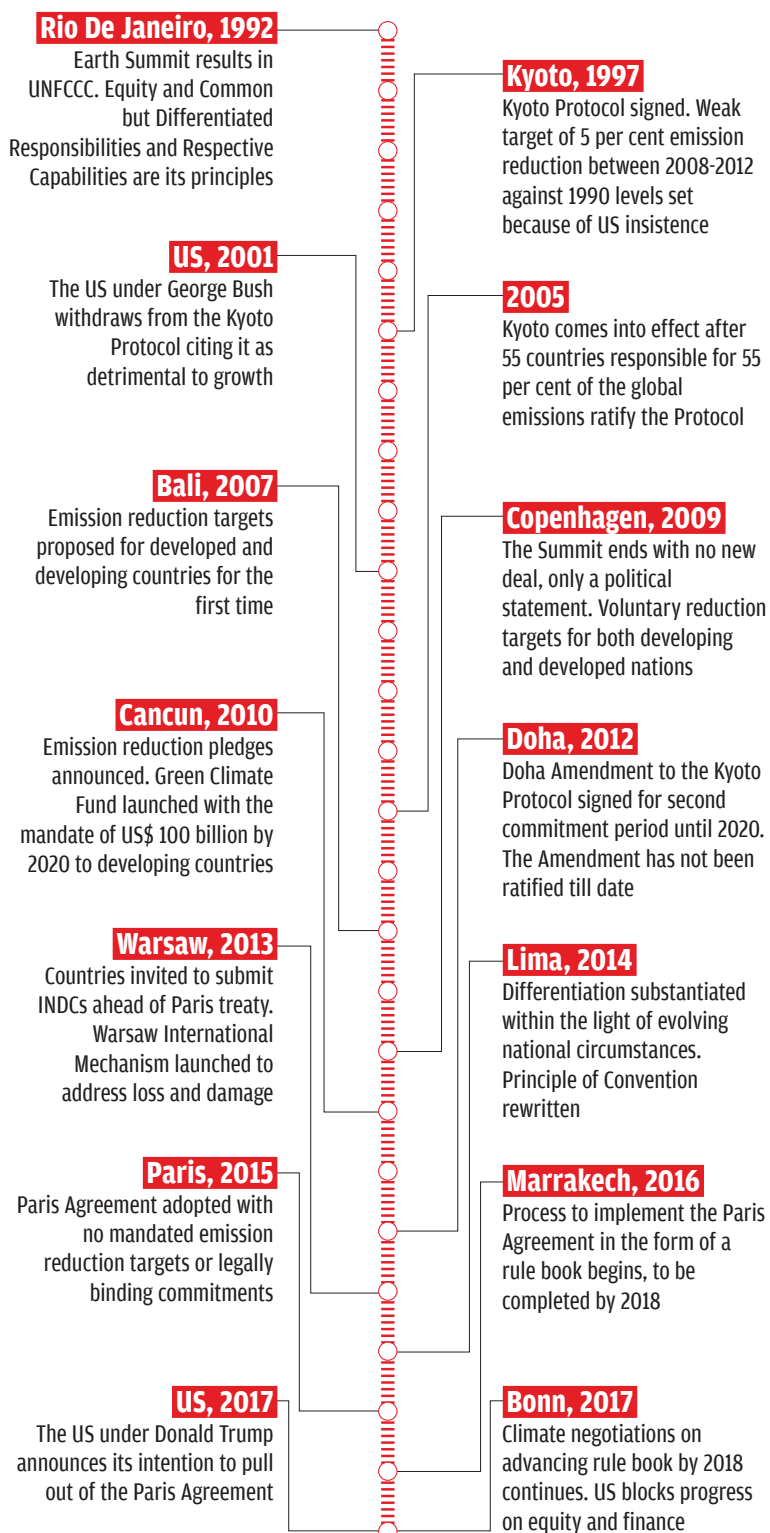 Rio De Janeiro, 1992
Earth Summit results in
UNFCCC. Equity and Common
but Differentiated
Responsibilities and Respective
Capabilities are its principles
Kyoto, 1997
Kyoto Protocol signed. Weak
target of 5 per cent emission
reduction between 2008-2012
against 1990 levels set
because of US insistence
US, 2001
The US under George Bush
withdraws from the Kyoto
Protocol citing it as
detrimental to growth
2005
Kyoto comes into effect after
55 countries responsible for 55
per cent of the global
emissions ratify the Protocol
Bali, 2007
Emission reduction targets
proposed for developed and
developing countries for the
first time
Copenhagen, 2009
The Summit ends with no new
deal, only a political
statement. Voluntary reduction
targets for both developing
and developed nations
Cancun, 2010
Emission reduction pledges
announced. Green Climate
Fund launched with the
mandate of US$ 100 billion by
2020 to developing countries
Doha, 2012
Doha Amendment to the Kyoto
Protocol signed for second
commitment period until 2020.
The Amendment has not been
ratified till date
Warsaw, 2013
Countries invited to submit
INDCs ahead of Paris treaty.
Warsaw International
Mechanism launched to
address loss and damage
Lima, 2014
Differentiation substantiated
within the light of evolving
national circumstances.
Principle of Convention
rewritten
Paris, 2015
Paris Agreement adopted with
no mandated emission
reduction targets or legally
binding commitments
Marrakech, 2016
Process to implement the Paris
Agreement in the form of a
rule book begins, to be
completed by 2018
US, 2017
The US under Donald Trump
announces its intention to pull
out of the Paris Agreement
Bonn, 2017
Climate negotiations on
advancing rule book by 2018
continues. US blocks progress
on equity and finance